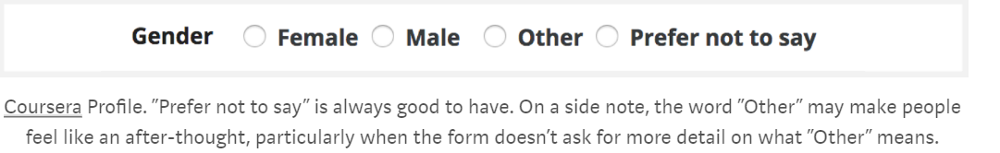 Gender Female Male Other Prefer not to say
Coursera Profile. "Prefer not to say" is always good to have. On a side note, the word "Other" may make people
feel like an after-thought, particularly when the form doesn't ask for more detail on what "Other" means.